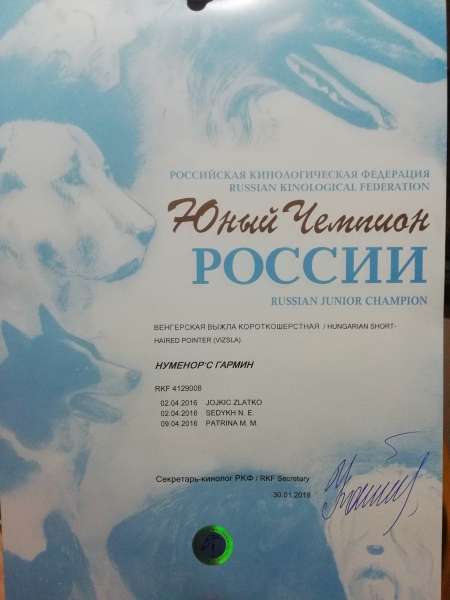 РОССИЙСКАЯ КИНОЛОГИЧЕСКАЯ ФЕДЕРАЦИЯ
RUSSIAN KINOLOGICAL FEDERATION
Юный Чемпион
РОССИИ
RUSSIAN JUNIOR CHAMPION
ВЕНГЕРСКАЯ ВЫЖЛА КОРОТКОШЕРСТНАЯ / HUNGARIAN SHORT-
HAIRED POINTER (VIZSLA)
НУМЕНОР'С ГАРМИН
RKF 4129008
02.04.2016 JOJKIC ZLATKO
02.04.2016 SEDYKH N. E.
09.04.2016 PATRINA M. M.
Секретарь-кинолог РКФ / RKF Secretary
30.01.2018